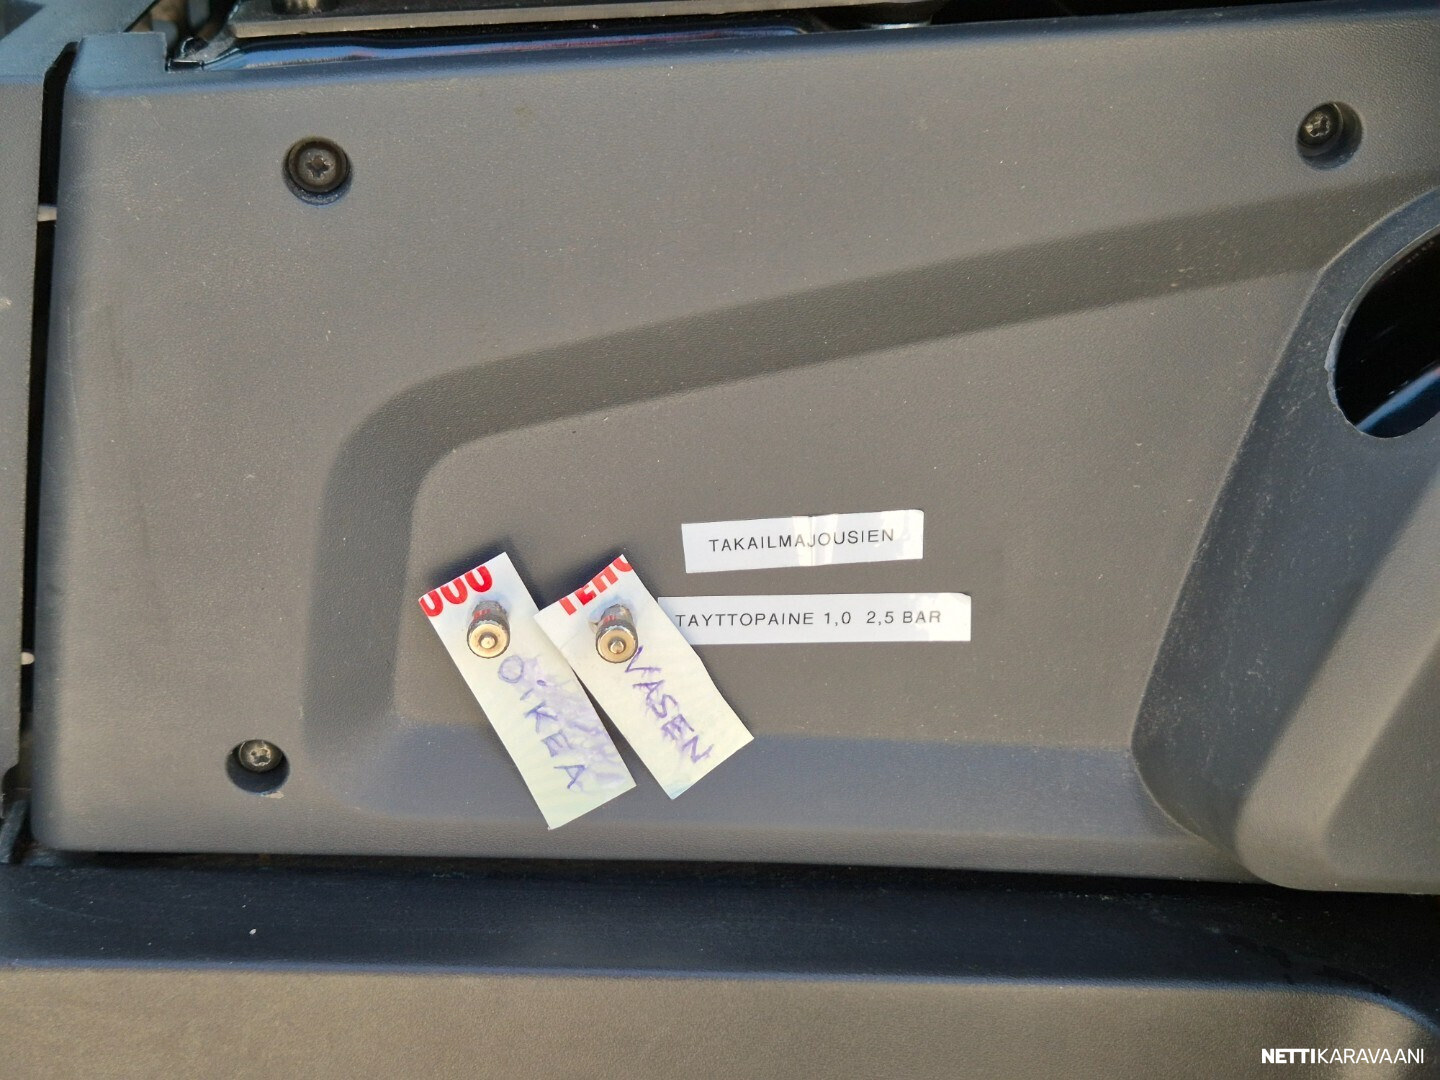 TAKAILMAJOUSIEN
TAYTTOPAINE 1,0 2,5 BAR
OIKEA
VASEN
NETTIKARAVAANI